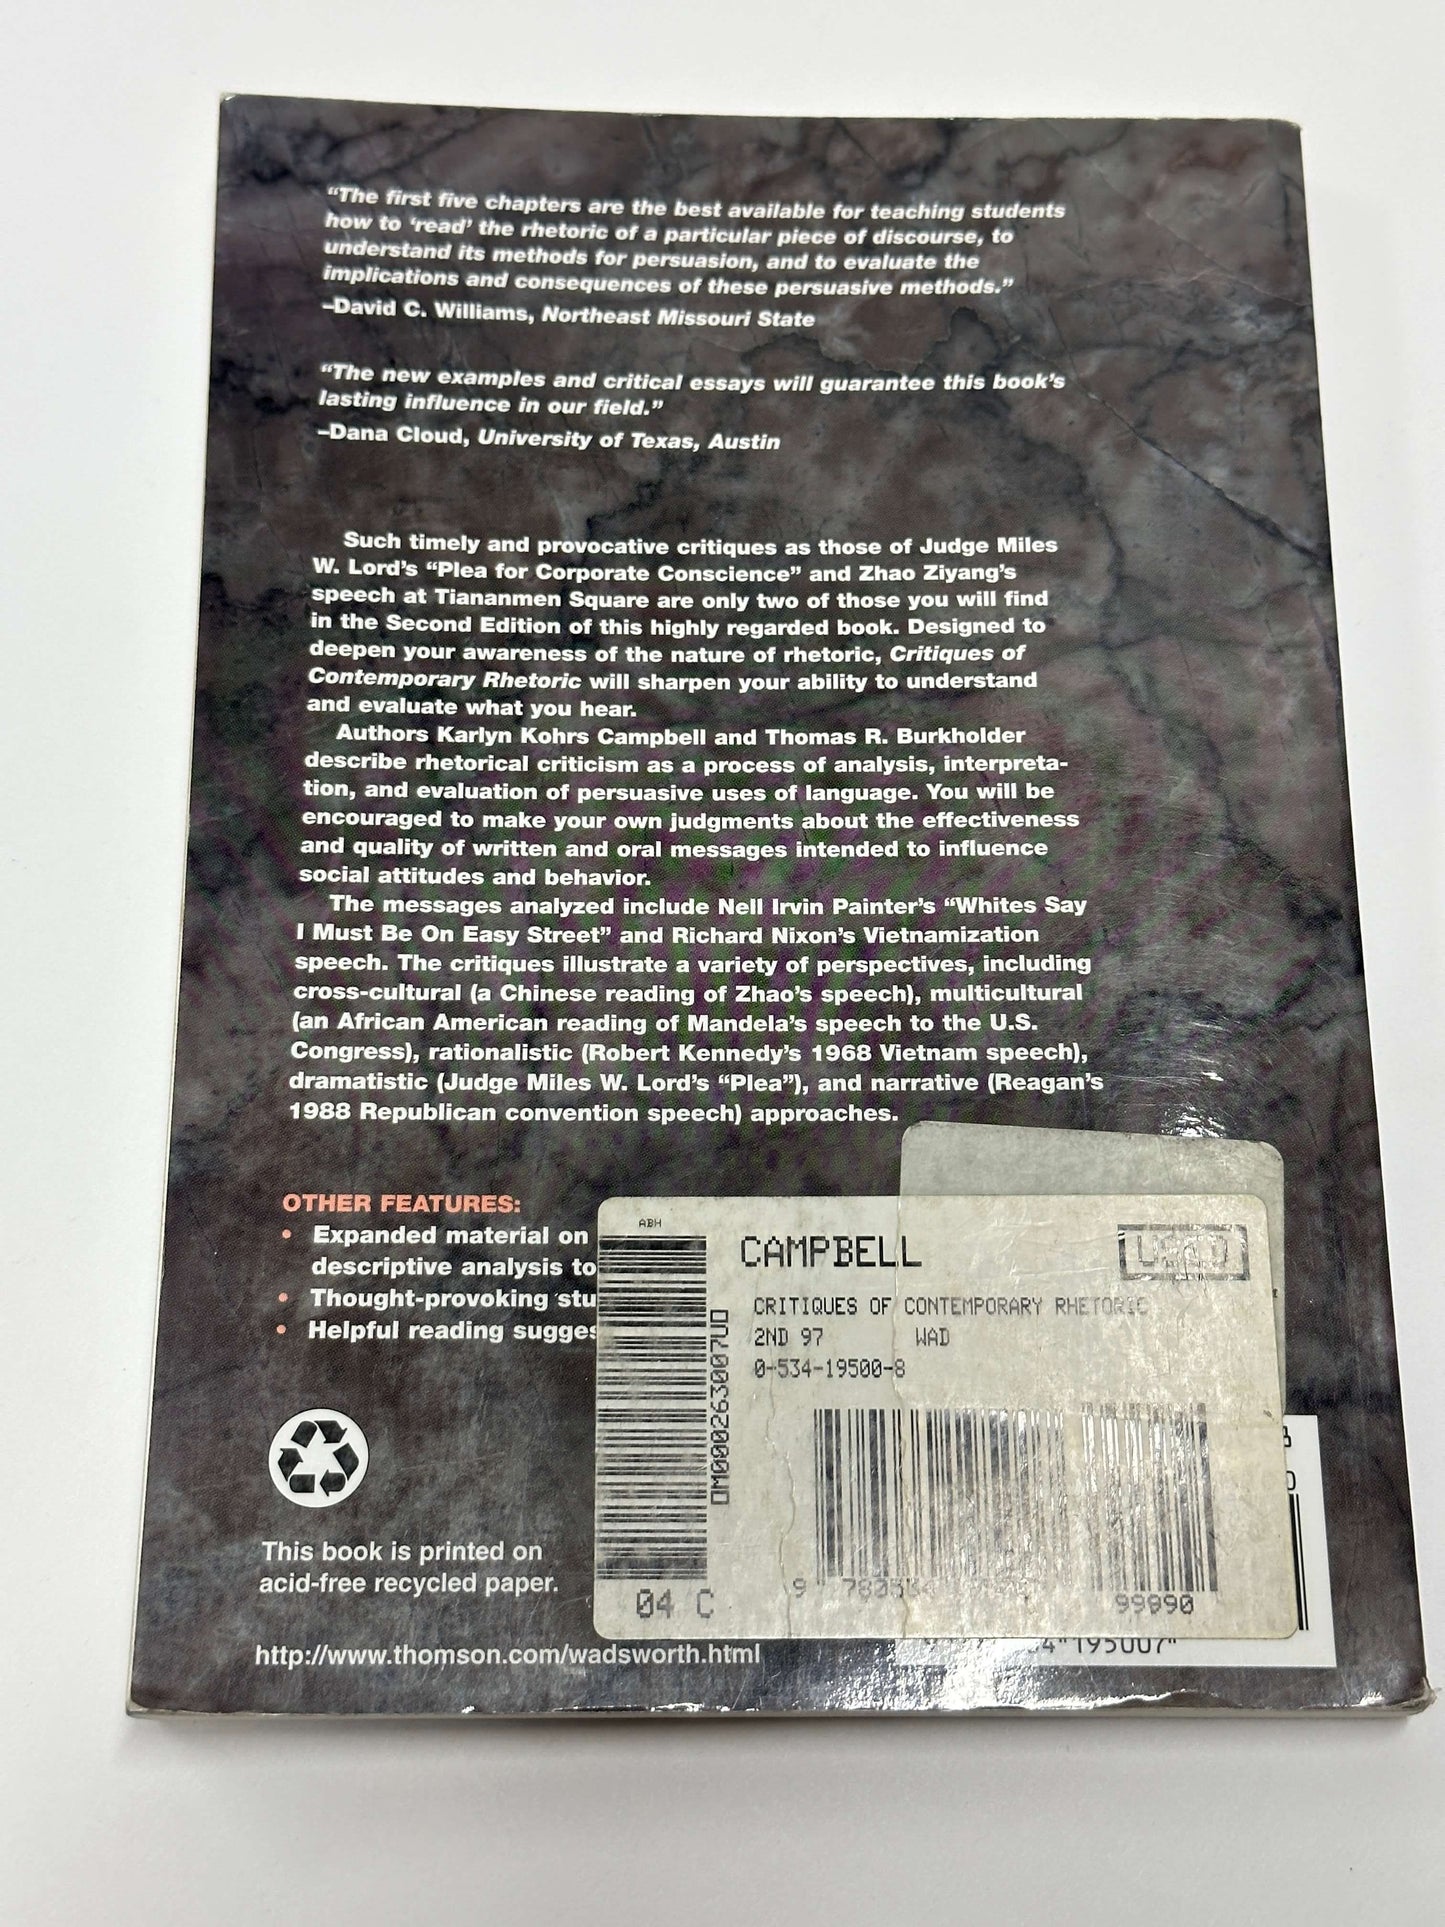 “The first five chapters are the best available for teaching students
how to ‘read’ the rhetoric of a particular piece of discourse, to
understand its methods for persuasion, and to evaluate the
implications and consequences of these persuasive methods.”
–David C. Williams, Northeast Missouri State
“The new examples and critical essays will guarantee this book’s
lasting influence in our field.”
–Dana Cloud, University of Texas, Austin
Such timely and provocative critiques as those of Judge Miles
W. Lord’s “Plea for Corporate Conscience” and Zhao Ziyang’s
speech at Tiananmen Square are only two of those you will find
in the Second Edition of this highly regarded book. Designed to
deepen your awareness of the nature of rhetoric, Critiques of
Contemporary Rhetoric will sharpen your ability to understand
and evaluate what you hear.
Authors Karlyn Kohrs Campbell and Thomas R. Burkholder
describe rhetorical criticism as a process of analysis, interpreta-
tion, and evaluation of persuasive uses of language. You will be
encouraged to make your own judgments about the effectiveness
and quality of written and oral messages intended to influence
social attitudes and behavior.
The messages analyzed include Nell Irvin Painter’s “Whites Say
I Must Be On Easy Street” and Richard Nixon’s Vietnamization
speech. The critiques illustrate a variety of perspectives, including
cross-cultural (a Chinese reading of Zhao’s speech), multicultural
(an African American reading of Mandela’s speech to the U.S.
Congress), rationalistic (Robert Kennedy’s 1968 Vietnam speech),
dramatistic (Judge Miles W. Lord’s “Plea”), and narrative (Reagan’s
1988 Republican convention speech) approaches.
OTHER FEATURES:
• Expanded material on
descriptive analysis to
• Thought-provoking stu
• Helpful reading sugges
ABH
CAMPBELL
USED
CRITIQUES OF CONTEMPORARY RHETORIC
2ND 97 WAD
0-534-19500-8
0M000263007UD
04 C
99990
195007
This book is printed on
acid-free recycled paper.
http://www.thomson.com/wadsworth.html